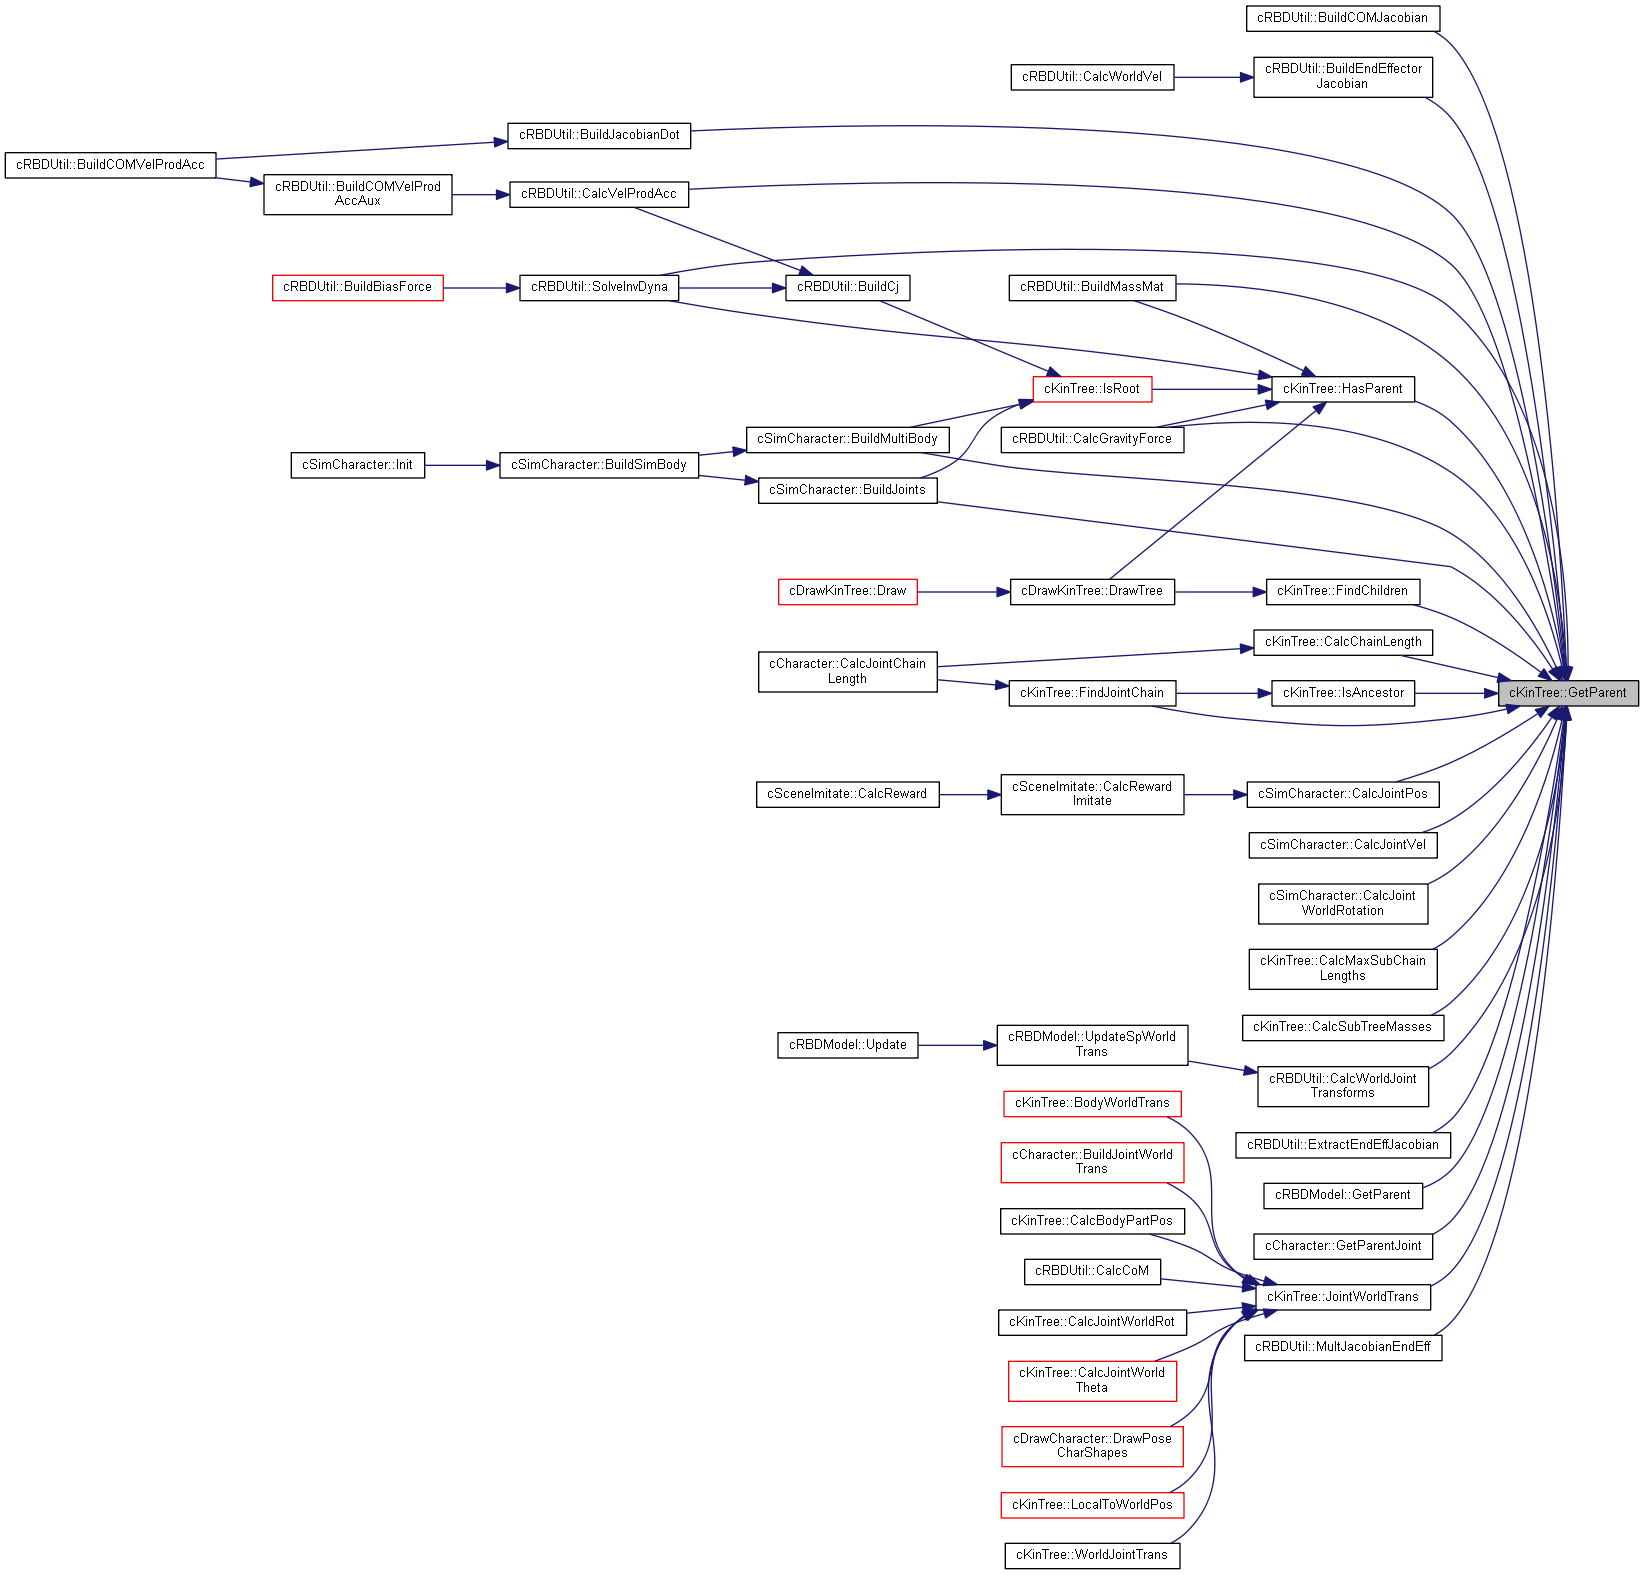 cRBDUtil::BuildCOMJacobian
cRBDUtil::CalcWorldVel
cRBDUtil::BuildEndEffector
Jacobian
cRBDUtil::BuildJacobianDot
cRBDUtil::BuildCOMVelProdAcc
cRBDUtil::BuildCOMVelProd
AccAux
cRBDUtil::CalcVelProdAcc
cRBDUtil::BuildBiasForce
cRBDUtil::SolveInvDyna
cRBDUtil::BuildCj
cRBDUtil::BuildMassMat
cKinTree::IsRoot
cKinTree::HasParent
cSimCharacter::BuildMultiBody
cRBDUtil::CalcGravityForce
cSimCharacter::Init
cSimCharacter::BuildSimBody
cSimCharacter::BuildJoints
cDrawKinTree::Draw
cDrawKinTree::DrawTree
cKinTree::FindChildren
cKinTree::CalcChainLength
cCharacter::CalcJointChain
Length
cKinTree::FindJointChain
cKinTree::IsAncestor
cKinTree::GetParent
cSceneImitate::CalcReward
cSceneImitate::CalcReward
Imitate
cSimCharacter::CalcJointPos
cSimCharacter::CalcJointVel
cSimCharacter::CalcJoint
WorldRotation
cKinTree::CalcMaxSubChain
Lengths
cKinTree::CalcSubTreeMasses
cRBDModel::Update
cRBDModel::UpdateSpWorld
Trans
cRBDUtil::CalcWorldJoint
Transforms
cKinTree::BodyWorldTrans
cRBDUtil::ExtractEndEffJacobian
cCharacter::BuildJointWorld
Trans
cRBDModel::GetParent
cKinTree::CalcBodyPartPos
cCharacter::GetParentJoint
cRBDUtil::CalcCoM
cKinTree::JointWorldTrans
cKinTree::CalcJointWorldRot
cRBDUtil::MultJacobianEndEff
cKinTree::CalcJointWorld
Theta
cDrawCharacter::DrawPose
CharShapes
cKinTree::LocalToWorldPos
cKinTree::WorldJointTrans